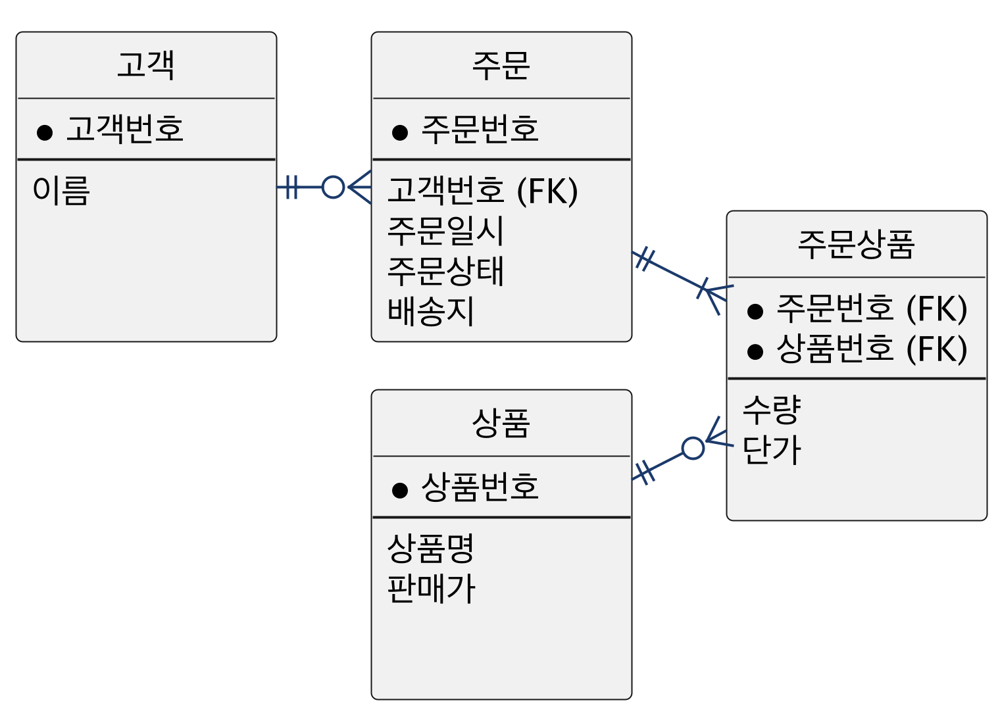 고객
● 고객번호
이름
주문
● 주문번호
고객번호 (FK)
주문일시
주문상태
배송지
주문상품
● 주문번호 (FK)
● 상품번호 (FK)
수량
단가
상품
● 상품번호
상품명
판매가